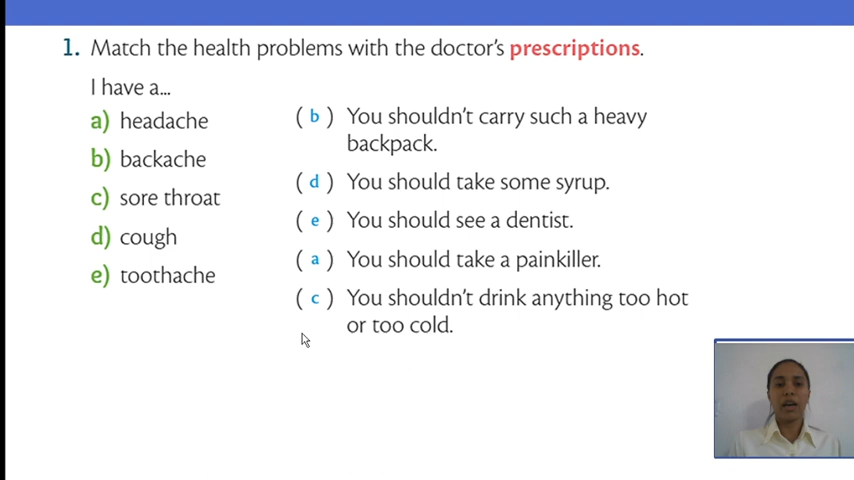 1. Match the health problems with the doctor's prescriptions.
I have a...
a) headache
b) backache
c) sore throat
d) cough
e) toothache
( b ) You shouldn't carry such a heavy
backpack.
( d ) You should take some syrup.
( e ) You should see a dentist.
( a ) You should take a painkiller.
( c ) You shouldn't drink anything too hot
or too cold.